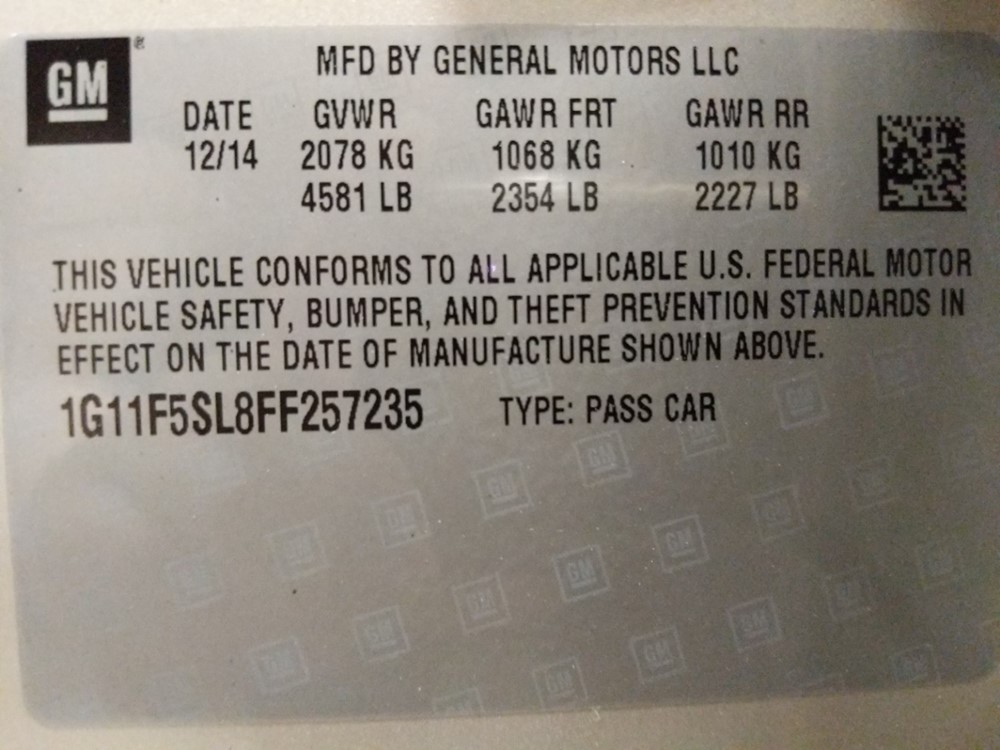 GM®
MFD BY GENERAL MOTORS LLC
DATE GVWR GAWR FRT GAWR RR
12/14 2078 KG 1068 KG 1010 KG
4581 LB 2354 LB 2227 LB
THIS VEHICLE CONFORMS TO ALL APPLICABLE U.S. FEDERAL MOTOR
VEHICLE SAFETY, BUMPER, AND THEFT PREVENTION STANDARDS IN
EFFECT ON THE DATE OF MANUFACTURE SHOWN ABOVE.
1G11F5SL8FF257235 TYPE: PASS CAR